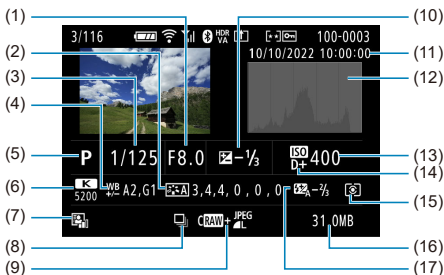 (1) (10)
3/116 HDR VA 100-0003
10/10/2022 10:00:00 (11)
(2)
(3) (12)
(4)
(5) P 1/125 F8.0 -1/3 ISO 400 (13)
D+ (14)
(6) K 5200 WB +/- A2,G1 A 3,4,4,0,0,0 A -2/3 (15)
(7)
CRAW+JPEG L 31.0MB
(8) (16)
(9) (17)